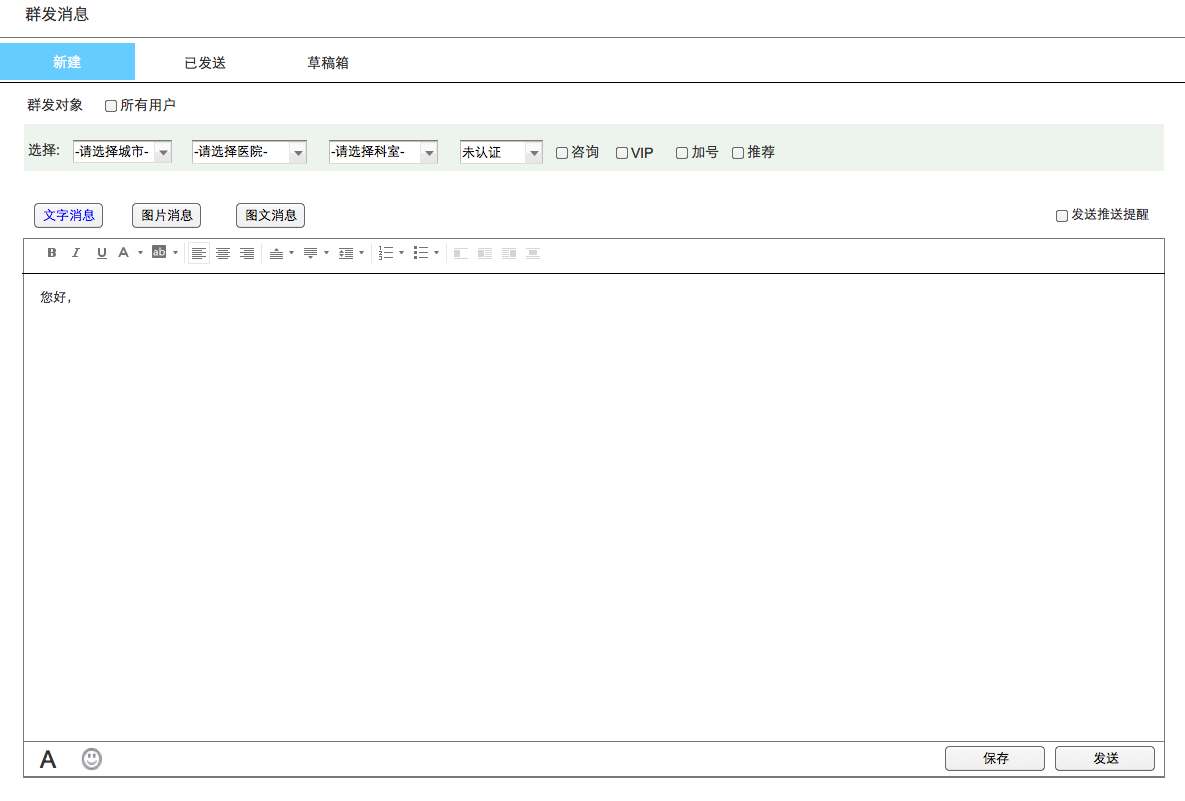 群发消息
新建 已发送 草稿箱
群发对象 所有用户
选择: -请选择城市- -请选择医院- -请选择科室- 未认证 咨询 VIP 加号 推荐
文字消息 图片消息 图文消息 发送推送提醒
B I U A ab
您好，
A 保存 发送